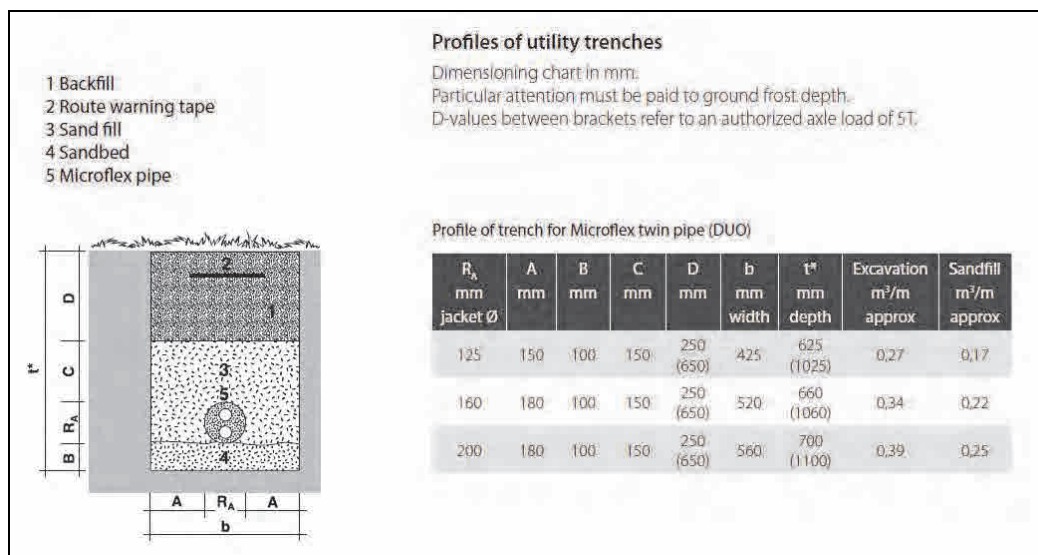 Profiles of utility trenches
Dimensioning chart in mm.
Particular attention must be paid to ground frost depth.
D-values between brackets refer to an authorized axle load of 5T.
1 Backfill
2 Route warning tape
3 Sand fill
4 Sandbed
5 Microflex pipe
2
1
3
5
4
t*
D
C
RA
B
A RA A
b
Profile of trench for Microflex twin pipe (DUO)
RA A B C D b t* Excavation Sandfill
mm mm mm mm mm mm mm m³/m m³/m
jacket Ø width depth approx approx
125 150 100 150 250 (650) 425 625 (1025) 0,27 0,17
160 180 100 150 250 (650) 520 660 (1060) 0,34 0,22
200 180 100 150 250 (650) 560 700 (1100) 0,39 0,25